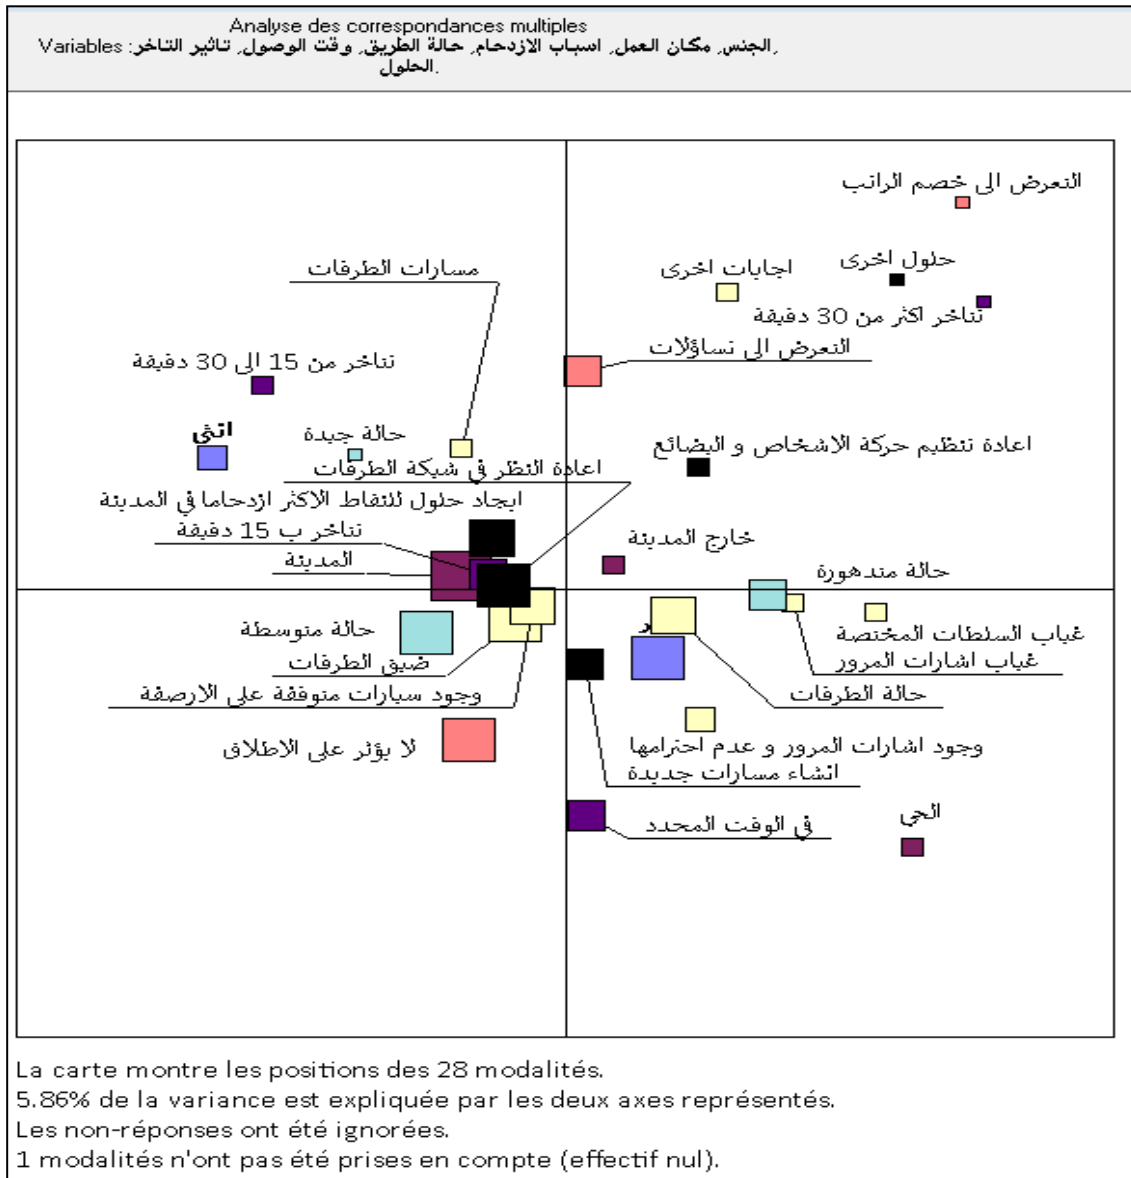 Analyse des correspondances multiples
Variables : الجنس, مكان العمل, اسباب الازدحام, حالة الطريق, وقت الوصول, تاثير التاخر,
الحلول.
التعرض الى خصم الراتب
حلول اخرى
اجابات اخرى
مسارات الطرقات
تتاخر اكثر من 30 دقيقة
التعرض الى تساؤلات
تتاخر من 15 الى 30 دقيقة
انثى
حالة جيدة
اعادة تنظيم حركة الاشخاص و البضائع
اعادة النظر في شبكة الطرقات
ايجاد حلول للنقاط الاكثر ازدحاما في المدينة
تتاخر ب 15 دقيقة
خارج المدينة
المدينة
حالة متدهورة
حالة متوسطة
غياب السلطات المختصة
ضيق الطرقات
غياب اشارات المرور
وجود سيارات متوفقة على الارصفة
حالة الطرقات
لا يؤثر على الاطلاق
وجود اشارات المرور و عدم احترامها
انشاء مسارات جديدة
الحي
في الوقت المحدد
La carte montre les positions des 28 modalités.
5.86% de la variance est expliquée par les deux axes représentés.
Les non-réponses ont été ignorées.
1 modalités n'ont pas été prises en compte (effectif nul).